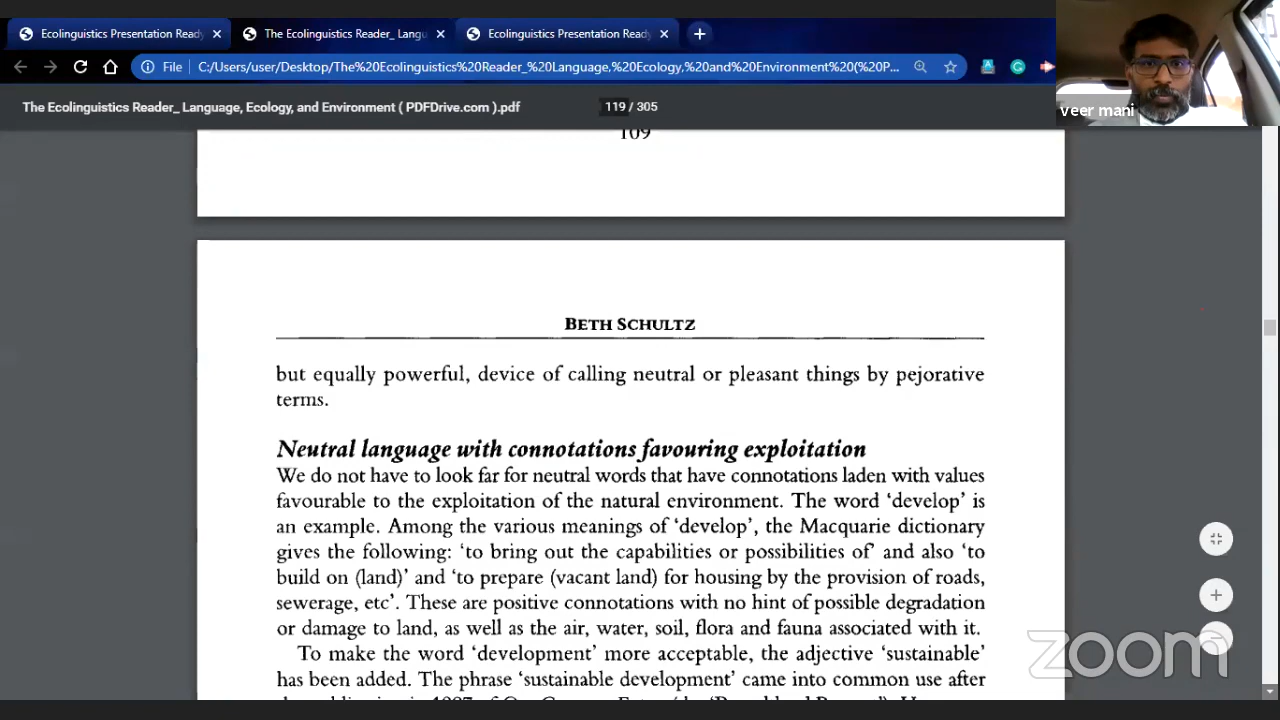 Ecolinguistics Presentation Ready
The Ecolinguistics Reader_ Langu
Ecolinguistics Presentation Ready
File
C:/Users/user/Desktop/The%20Ecolinguistics%20Reader_%20Language,%20Ecology,%20and%20Environment%20(%20P...
The Ecolinguistics Reader_ Language, Ecology, and Environment ( PDFDrive.com ).pdf
119 / 305
veer mani
109
BETH SCHULTZ
but equally powerful, device of calling neutral or pleasant things by pejorative
terms.
Neutral language with connotations favouring exploitation
We do not have to look far for neutral words that have connotations laden with values
favourable to the exploitation of the natural environment. The word ‘develop’ is
an example. Among the various meanings of ‘develop’, the Macquarie dictionary
gives the following: ‘to bring out the capabilities or possibilities of’ and also ‘to
build on (land)’ and ‘to prepare (vacant land) for housing by the provision of roads,
sewerage, etc’. These are positive connotations with no hint of possible degradation
or damage to land, as well as the air, water, soil, flora and fauna associated with it.
To make the word ‘development’ more acceptable, the adjective ‘sustainable’
has been added. The phrase ‘sustainable development’ came into common use after
zoom